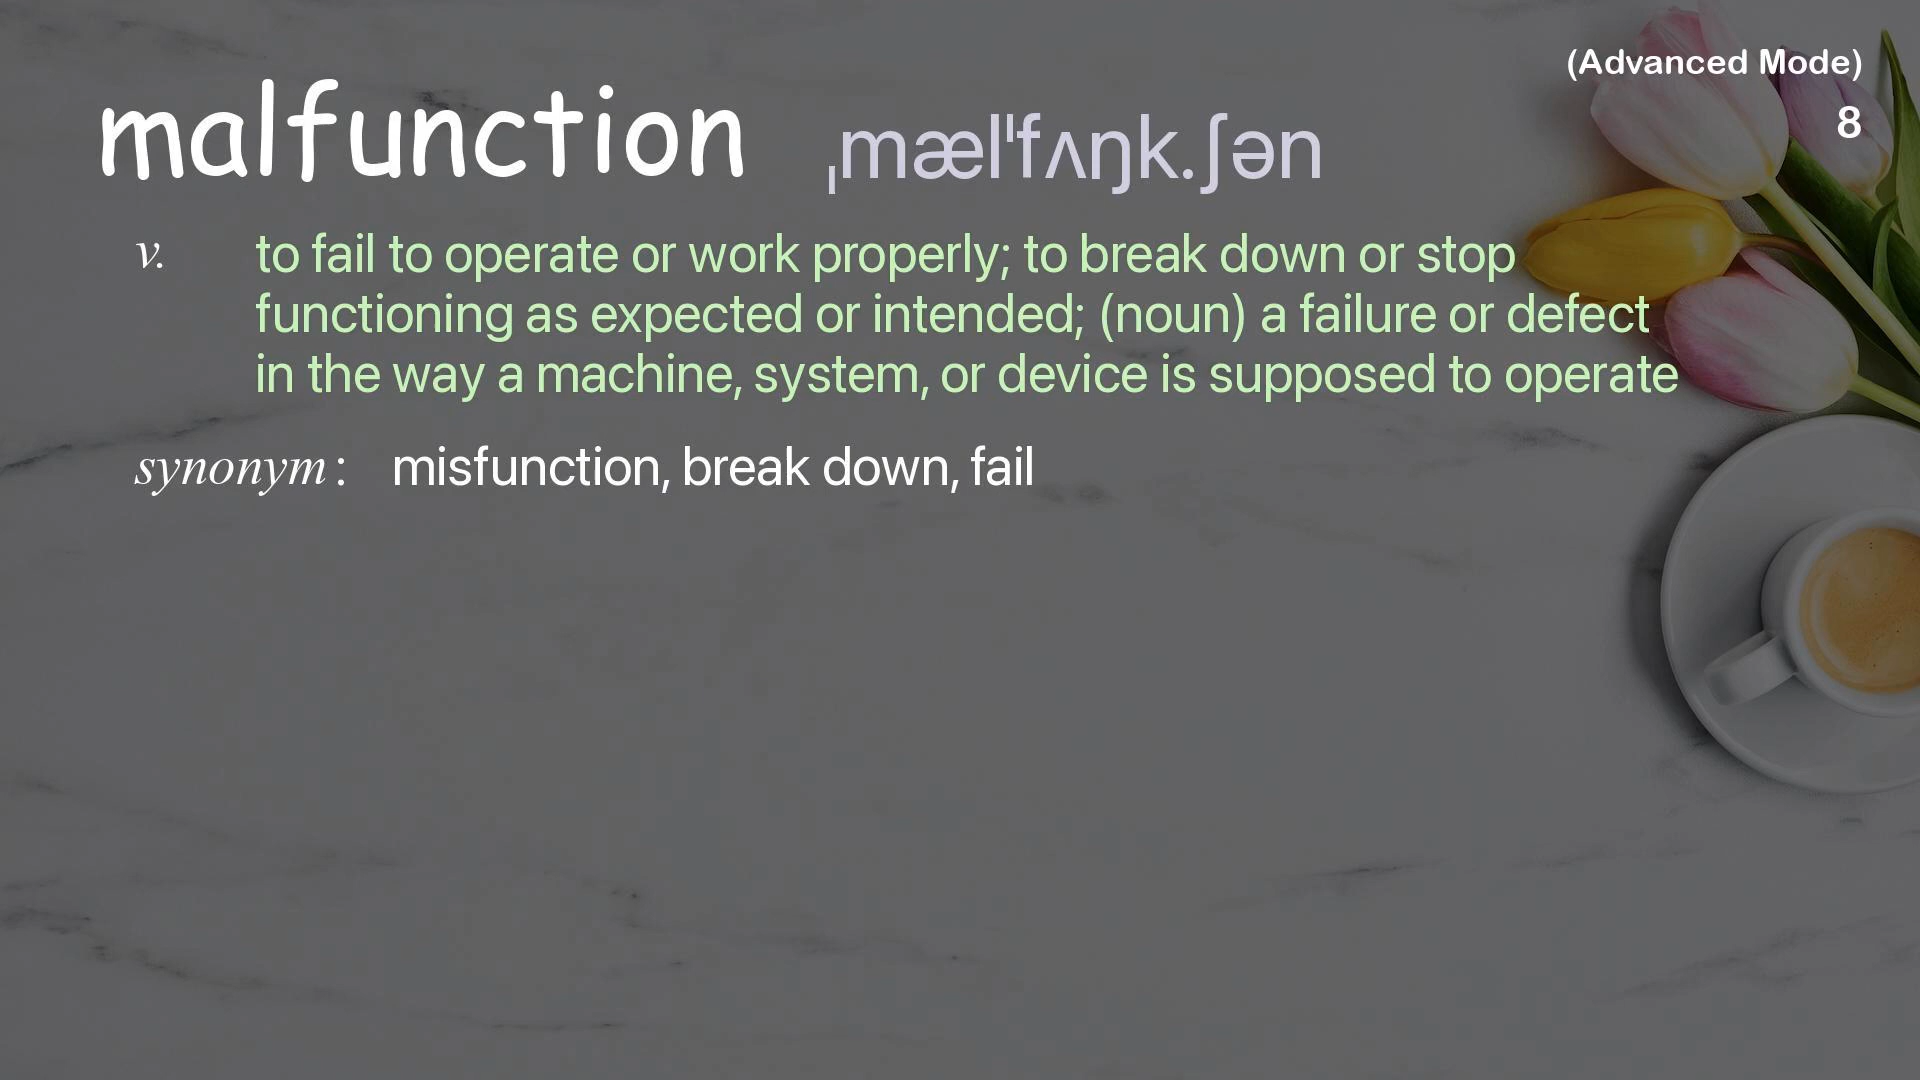 (Advanced Mode)
malfunction ˌmælˈfʌŋk.ʃən
8
v. to fail to operate or work properly; to break down or stop
functioning as expected or intended; (noun) a failure or defect
in the way a machine, system, or device is supposed to operate
synonym : misfunction, break down, fail